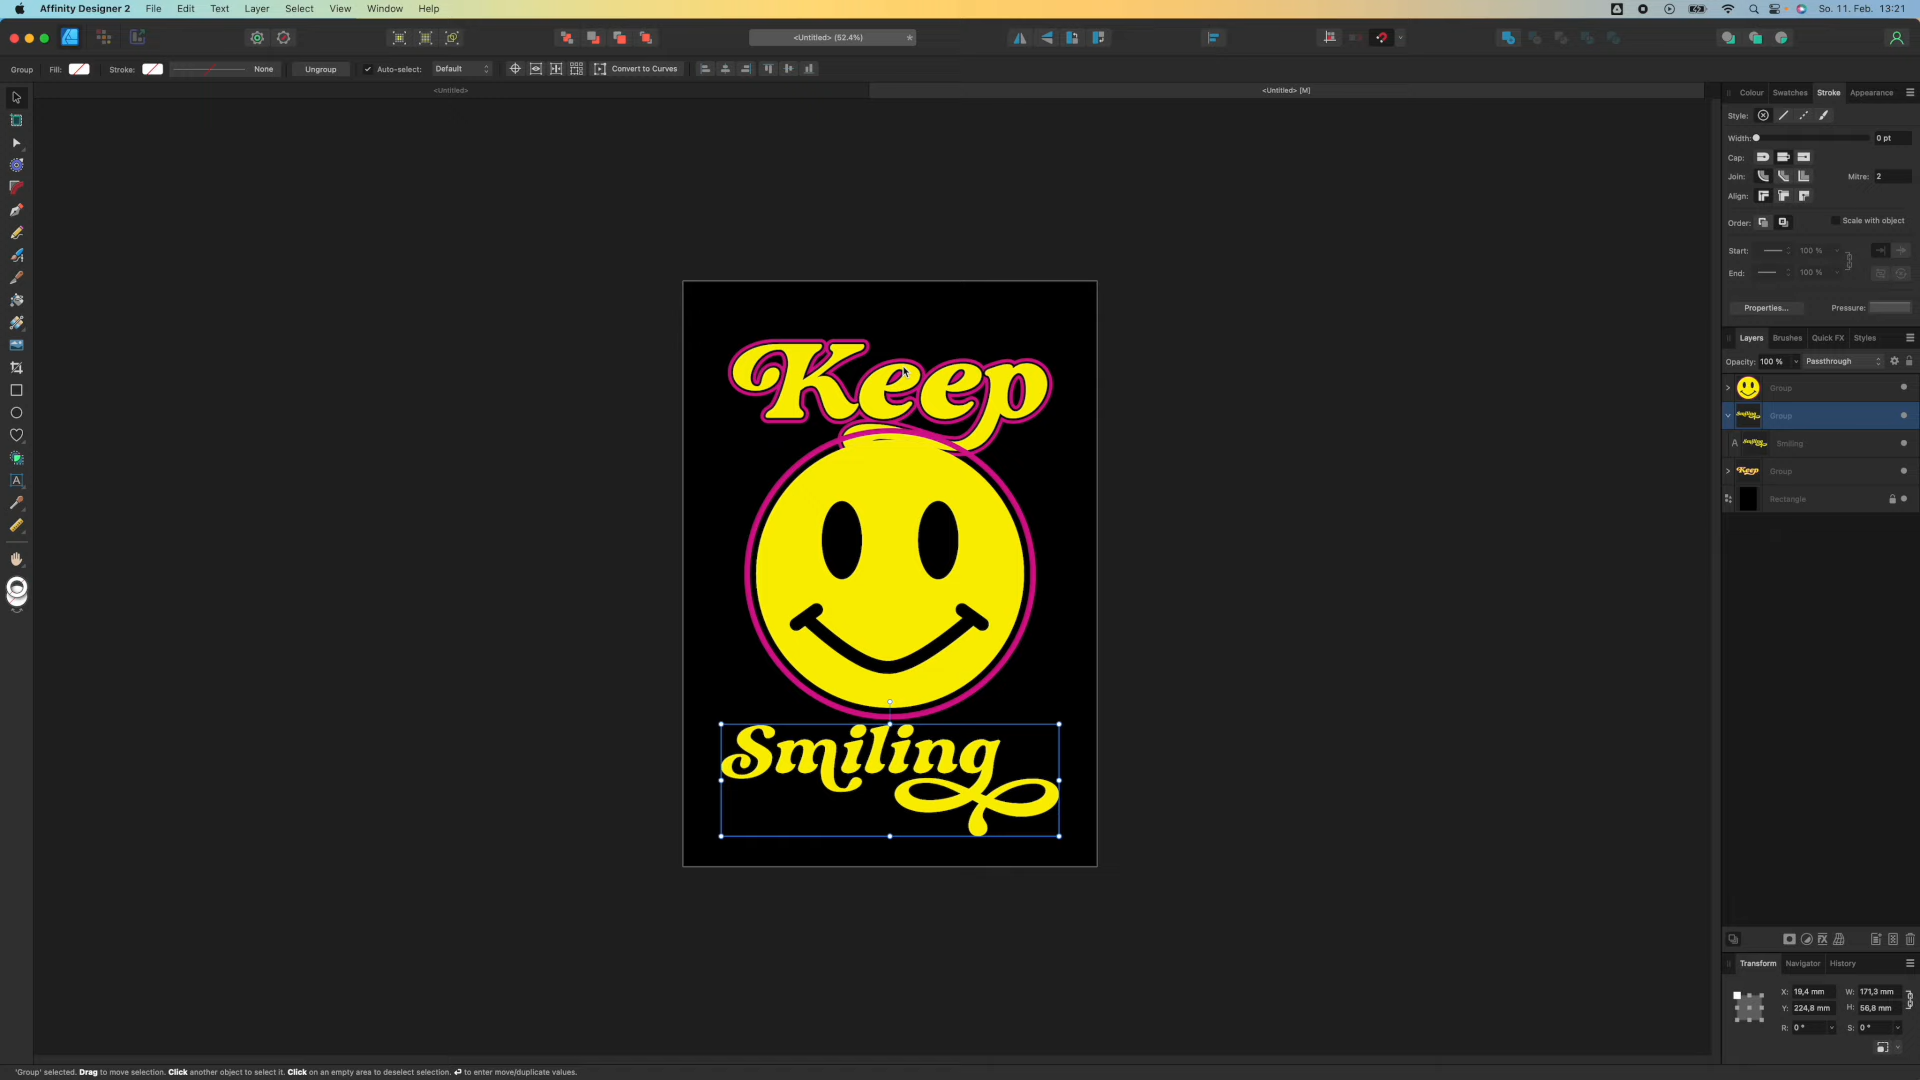 Affinity Designer 2 File Edit Text Layer Select View Window Help So. 11. Feb. 13:21
<Untitled> (52.4%)
Group Fill: Stroke: None Ungroup Auto-select: Default Convert to Curves
<Untitled> <Untitled> [M]
Colour Swatches Stroke Appearance
Style:
Width: 0 pt
Cap:
Join: Mitre: 2
Align:
Order: Scale with object
Start: 100 %
End: 100 %
Properties... Pressure:
Layers Brushes Quick FX Styles
Opacity: 100 % Passthrough
Group
Group
A Smiling Smiling
Keep Group
Rectangle
Keep
Smiling
Transform Navigator History
X: 19,4 mm W: 171,3 mm
Y: 224,8 mm H: 56,8 mm
R: 0 ° S: 0 °
'Group' selected. Drag to move selection. Click another object to select it. Click on an empty area to deselect selection. ⏎ to enter move/duplicate values.